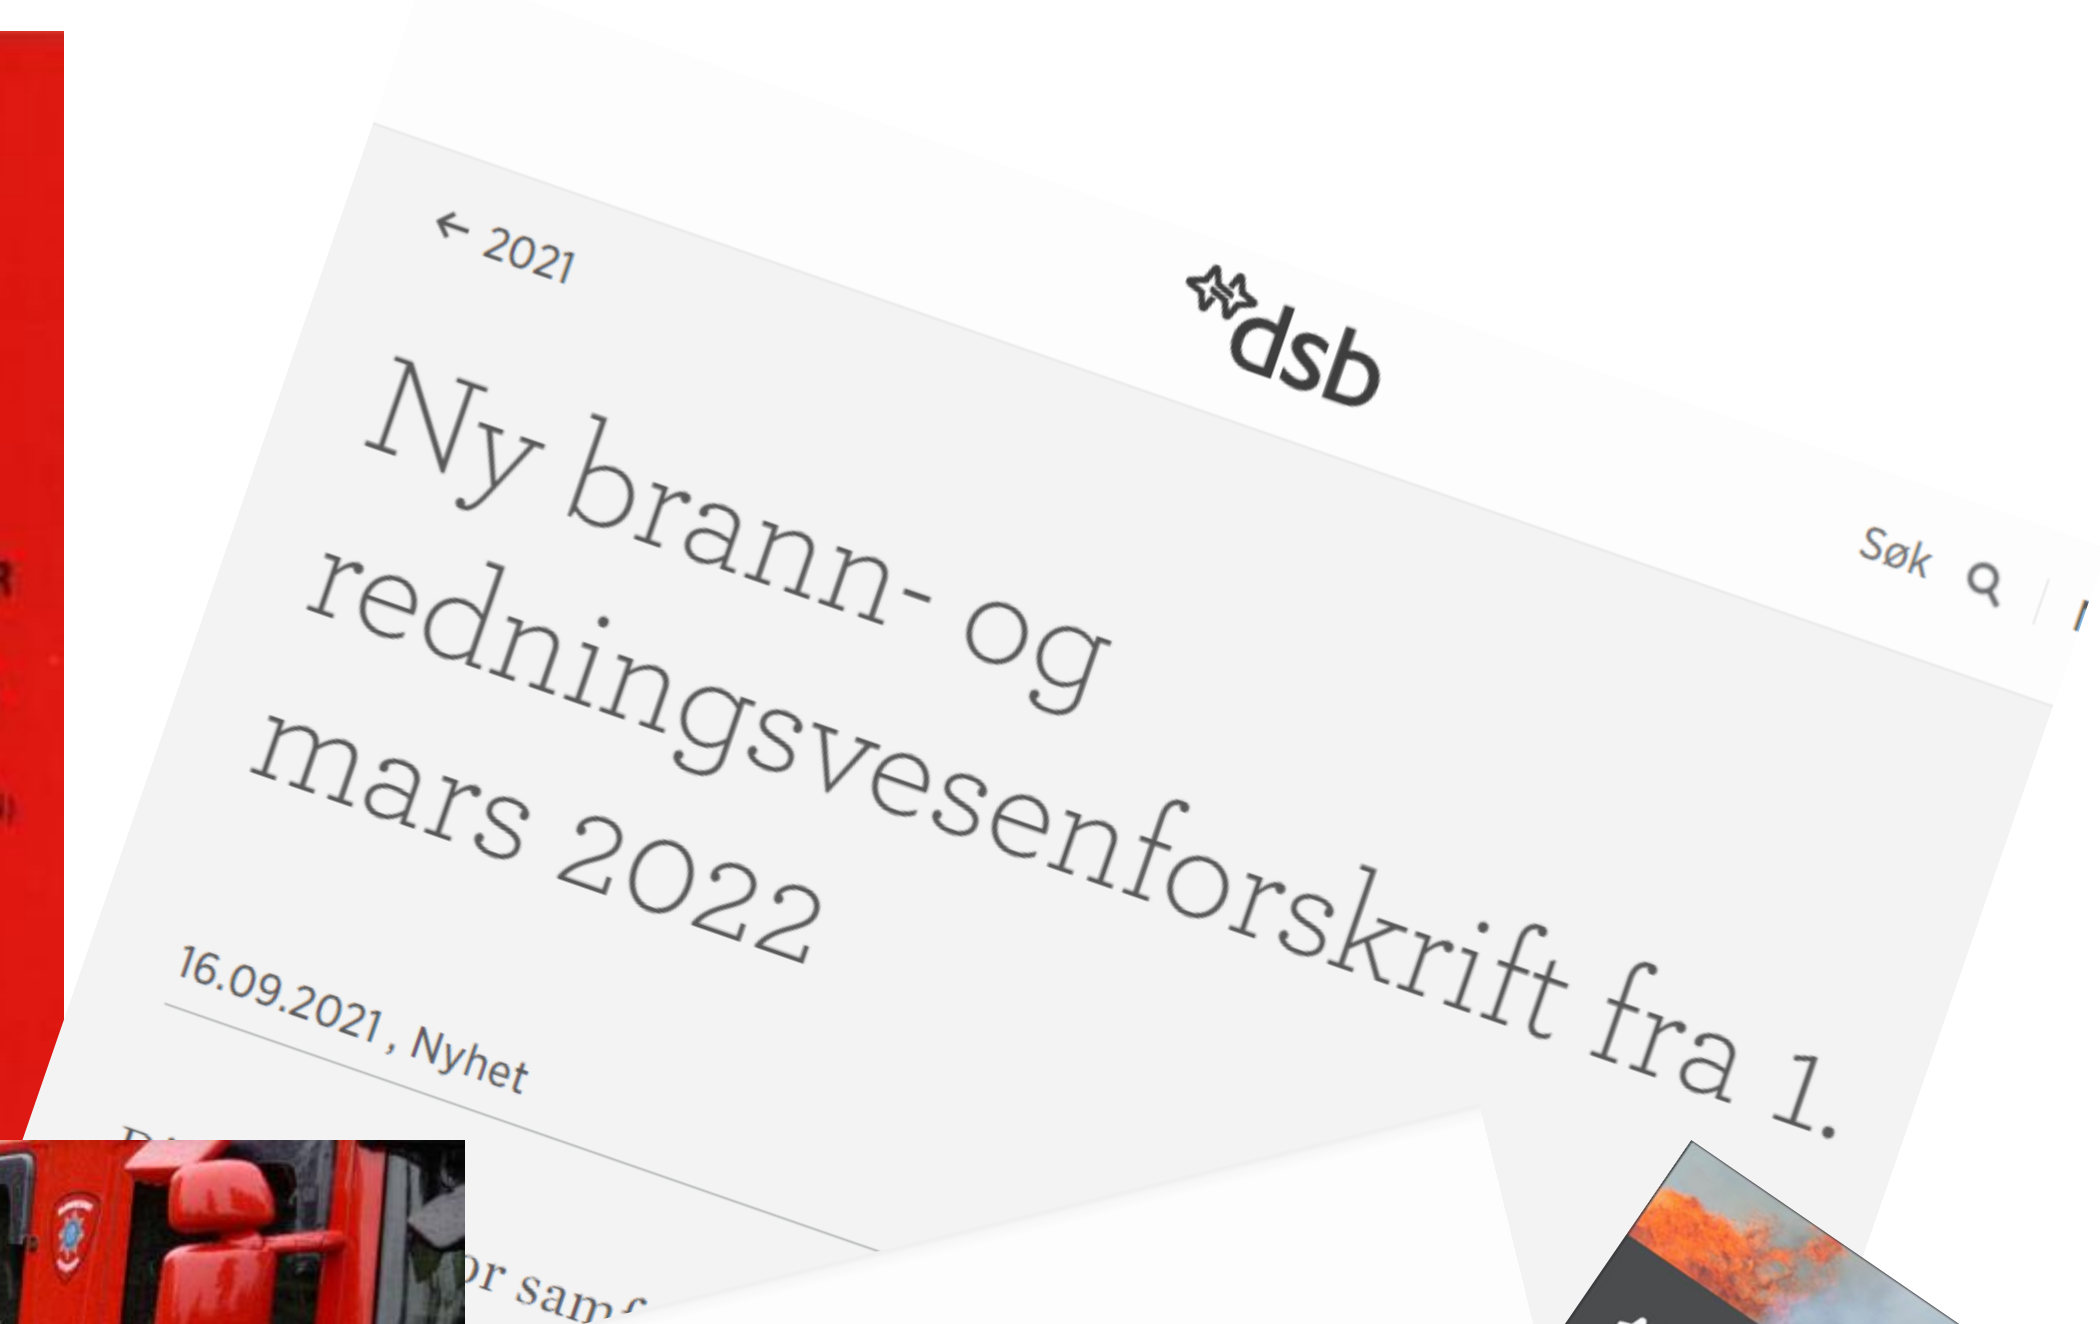 dsb
Søk
← 2021
Ny brann- og
redningsvesenforskrift fra 1.
mars 2022
16.09.2021, Nyhet